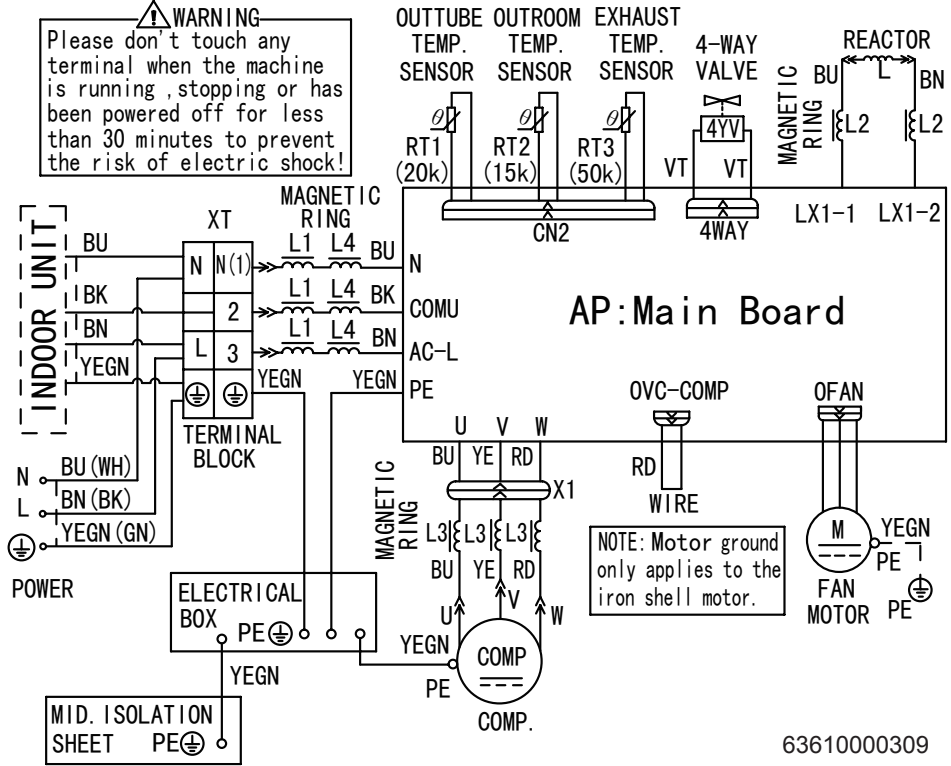 WARNING
Please don't touch any
terminal when the machine
is running ,stopping or has
been powered off for less
than 30 minutes to prevent
the risk of electric shock!
OUTTUBE OUTROOM EXHAUST
TEMP. TEMP. TEMP.
SENSOR SENSOR SENSOR
θ θ θ
RT1 RT2 RT3
(20k) (15k) (50k)
CN2
4-WAY
VALVE
4YV
VT VT
4WAY
MAGNETIC
RING
REACTOR
BU L BN
L2 L2
LX1-1 LX1-2
INDOOR UNIT
BU
BK
BN
YEGN
XT
N N(1)
2
L 3
TERMINAL
BLOCK
MAGNETIC
RING
L1 L4 BU N
L1 L4 BK COMU
L1 L4 BN AC-L
YEGN YEGN PE
AP:Main Board
N BU(WH)
L BN(BK)
YEGN(GN)
POWER
U V W
BU YE RD
X1
MAGNETIC
RING
L3 L3 L3
BU YE RD
U V W
COMP
YEGN
PE
COMP.
OVC-COMP
RD
WIRE
OFAN
M
YEGN
PE
FAN
MOTOR
PE
NOTE: Motor ground
only applies to the
iron shell motor.
ELECTRICAL
BOX
PE
YEGN
MID. ISOLATION
SHEET PE
63610000309